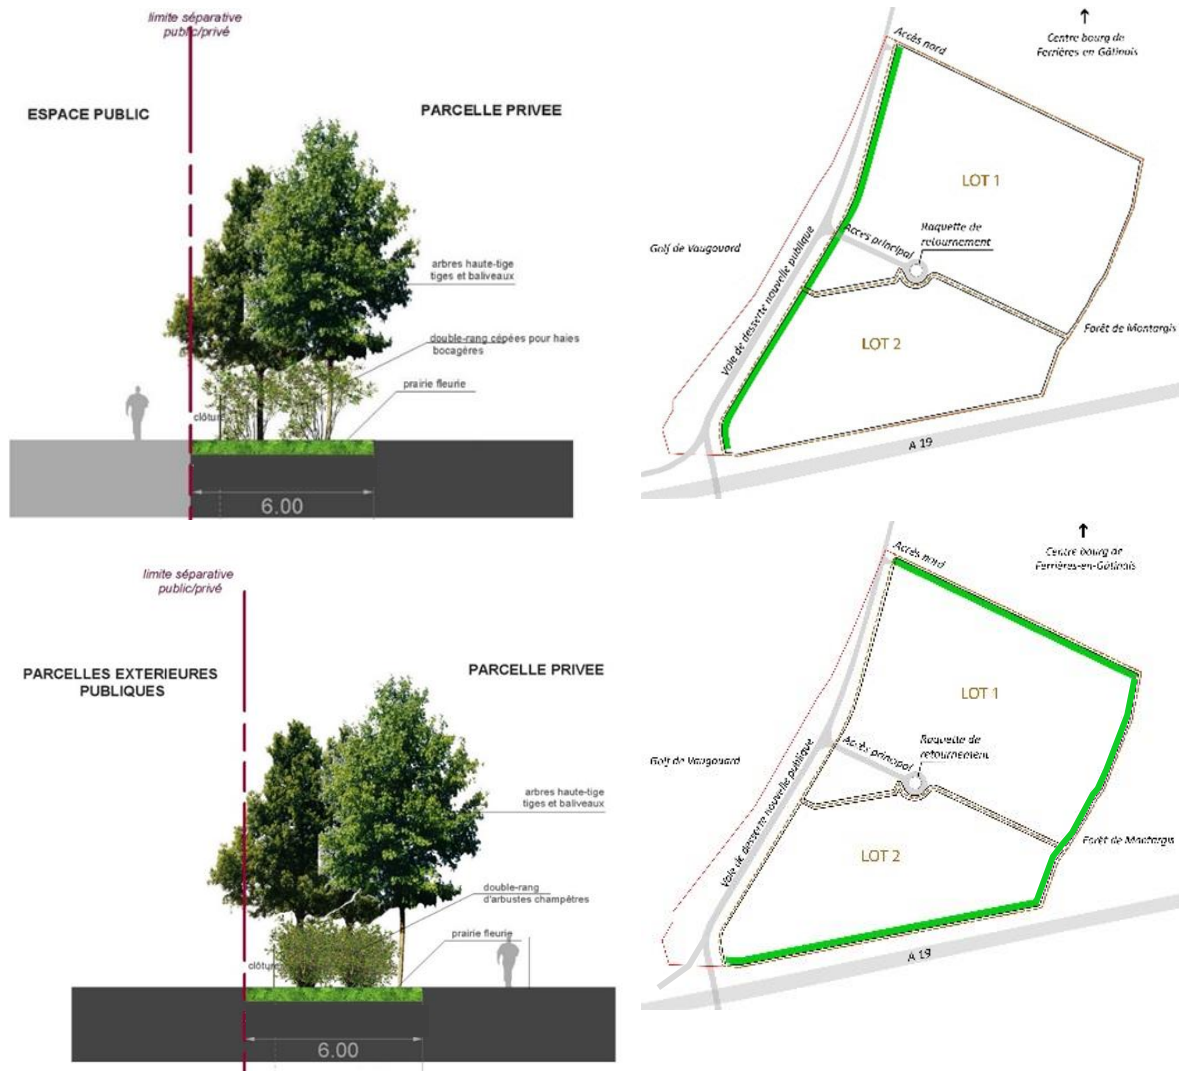 limite séparative
public/privé
ESPACE PUBLIC
PARCELLE PRIVEE
arbres haute-tige
tiges et baliveaux
double-rang cépées pour haies
bocagères
prairie fleurie
clôture
6.00
Accès nord
Centre bourg de
Ferrières-en-Gâtinais
LOT 1
Raquette de
retournement
Accès principal
Golf de Vaugouard
Voie de desserte nouvelle publique
Forêt de Montargis
LOT 2
A 19
limite séparative
public/privé
PARCELLES EXTERIEURES
PUBLIQUES
PARCELLE PRIVEE
arbres haute-tige
tiges et baliveaux
double-rang
d'arbustes champêtres
prairie fleurie
clôture
6.00
Accès nord
Centre bourg de
Ferrières-en-Gâtinais
LOT 1
Raquette de
retournement
Accès principal
Golf de Vaugouard
Voie de desserte nouvelle publique
Forêt de Montargis
LOT 2
A 19